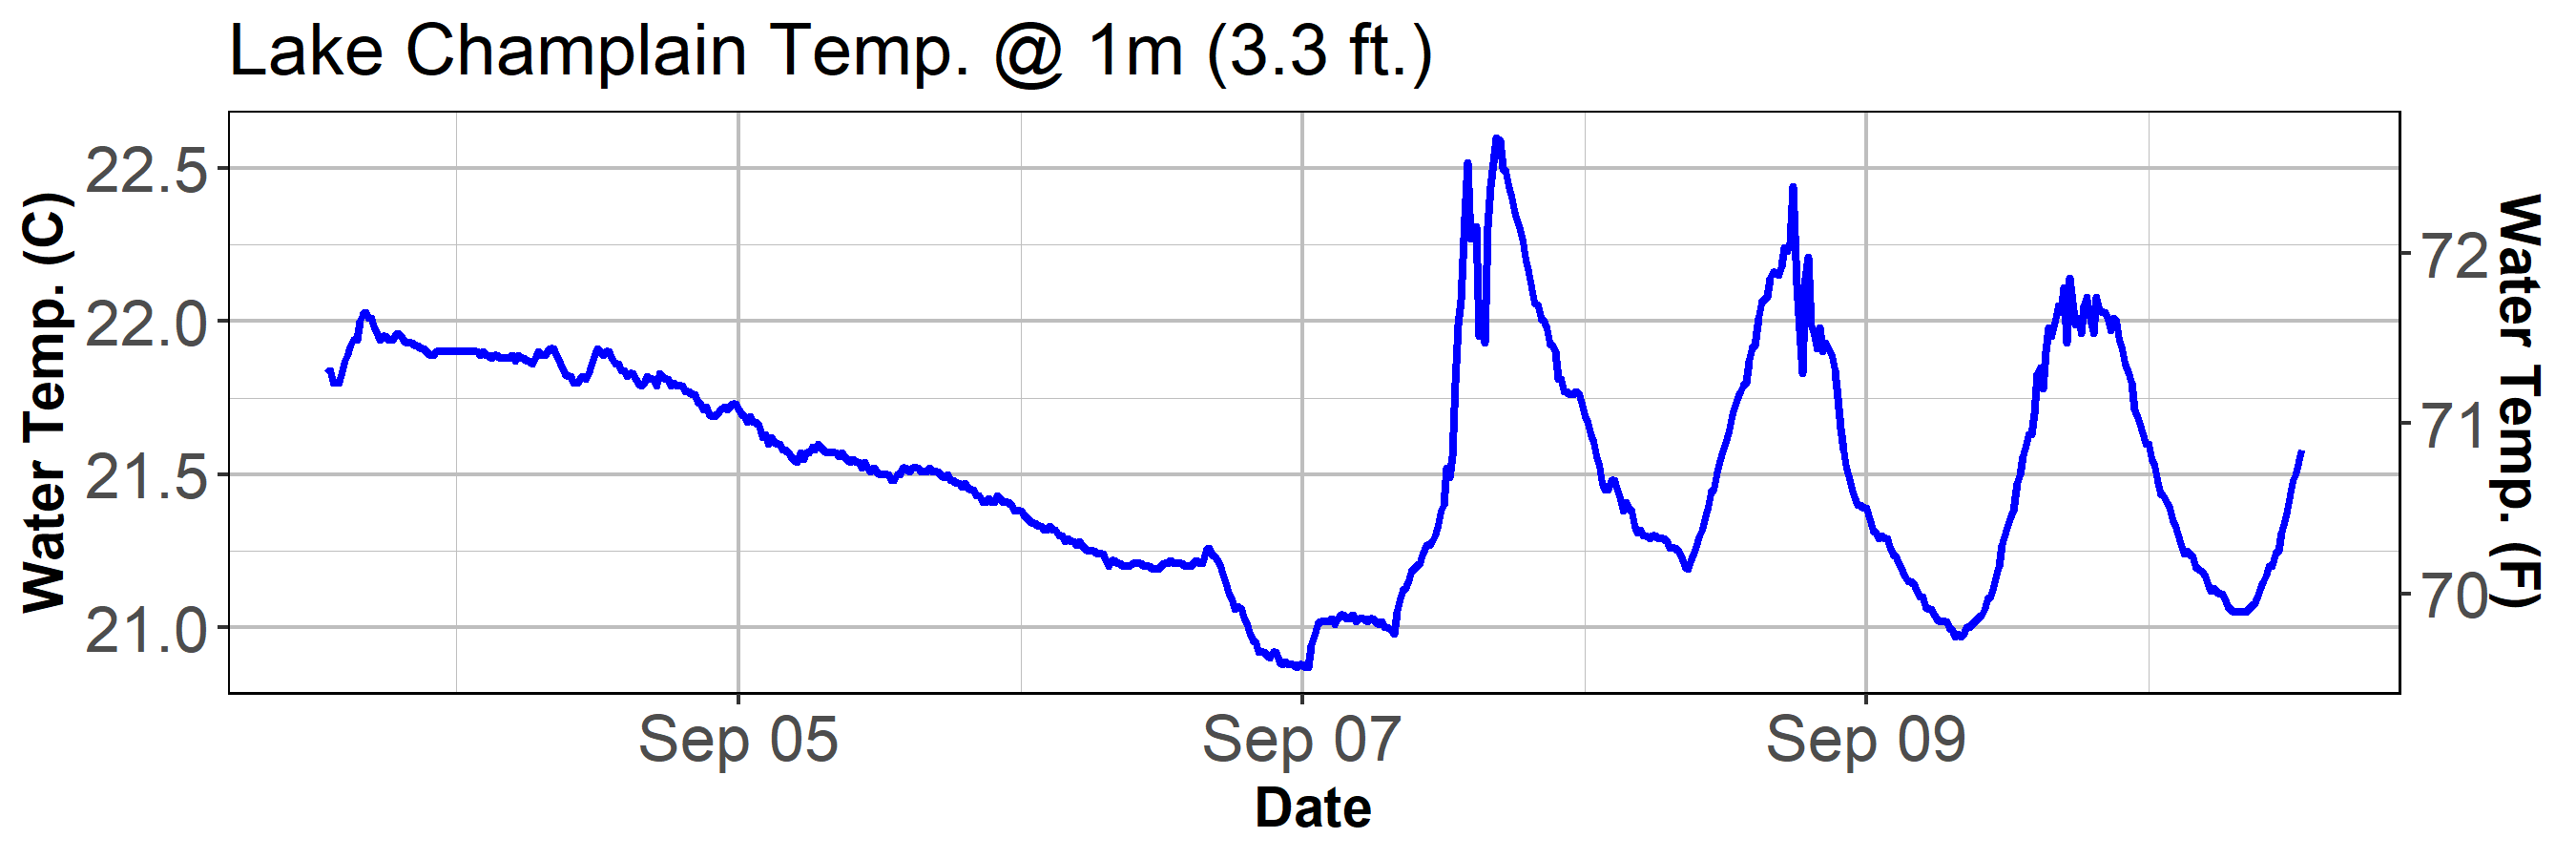 Lake Champlain Temp. @ 1m (3.3 ft.)
Water Temp. (C)
22.5
22.0
21.5
21.0
72
71
70
Water Temp. (F)
Sep 05
Sep 07
Sep 09
Date